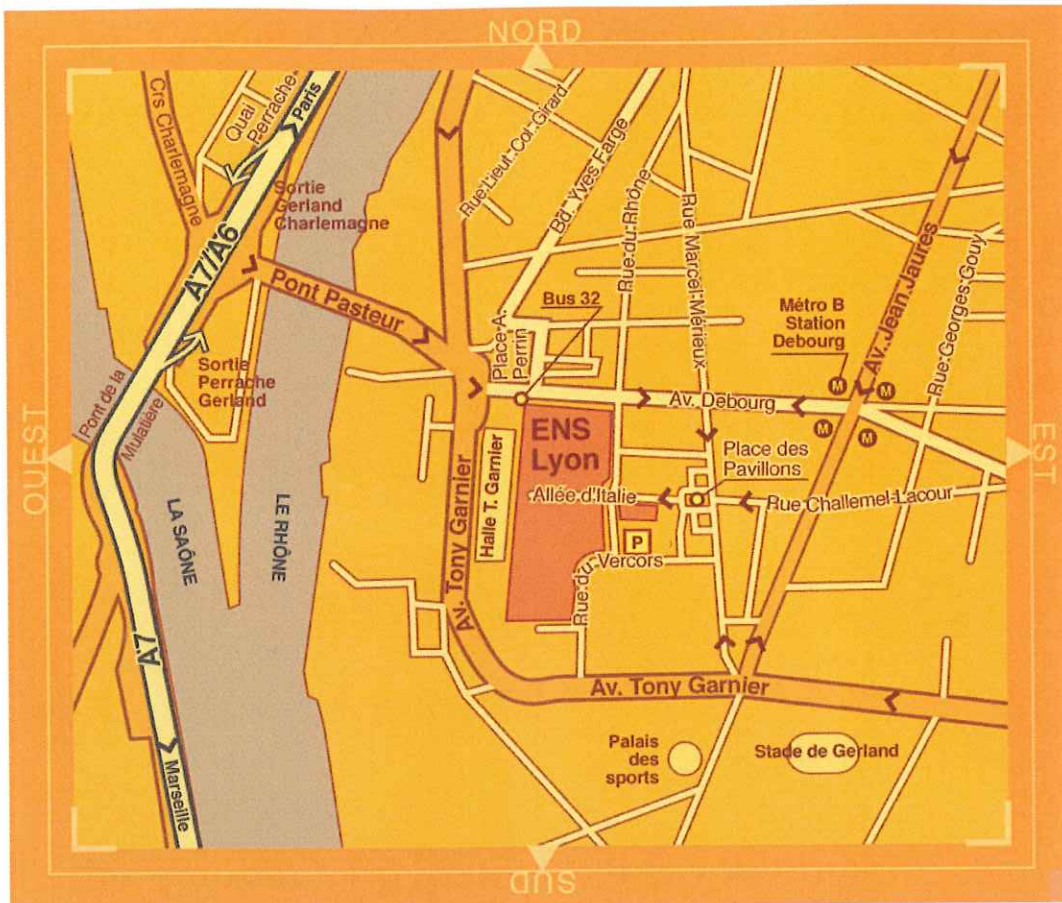 NORD
Crs Charlemagne
Quai
Perrache
Paris
Sortie
Gerland
Charlemagne
A7/A6
Rue Lieut. Col. Girard
Bd. Yves Farge
Rue du Rhône
Rue Marcel Mérieux
Av. Jean Jaures
Rue Georges Gouy
Pont Pasteur
Bus 32
Métro B
Station
Debourg
Place A.
Perrin
Sortie
Perrache
Gerland
Pont de la
Mulatière
M
M
M
M
Av. Debourg
OUEST
EST
ENS
Lyon
Place des
Pavillons
Halle T. Garnier
Allée d'Italie
Rue Challemel-Lacour
LA SAÔNE
LE RHÔNE
P
Rue du Vercors
Av. Tony Garnier
A7
Av. Tony Garnier
Palais
des
sports
Stade de Gerland
Marseille
SUD